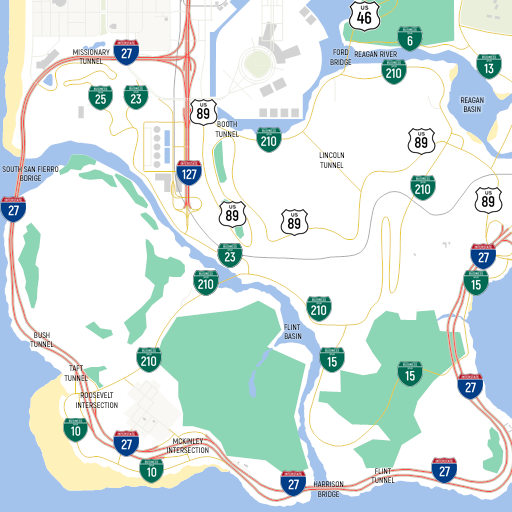 US
46
6
MISSIONARY
TUNNEL
27
FORD
BRIDGE
REAGAN RIVER
210
13
25
23
US
89
REAGAN
BASIN
BOOTH
TUNNEL
210
US
89
LINCOLN
TUNNEL
SOUTH SAN FIERRO
BORIGE
127
210
27
US
89
US
89
US
89
23
27
210
15
210
FLINT
BASIN
BUSH
TUNNEL
210
15
TAFT
TUNNEL
15
27
ROOSEVELT
INTERSECTION
10
27
MCKINLEY
INTERSECTION
10
27
HARRISON
BRIDGE
FLINT
TUNNEL
27